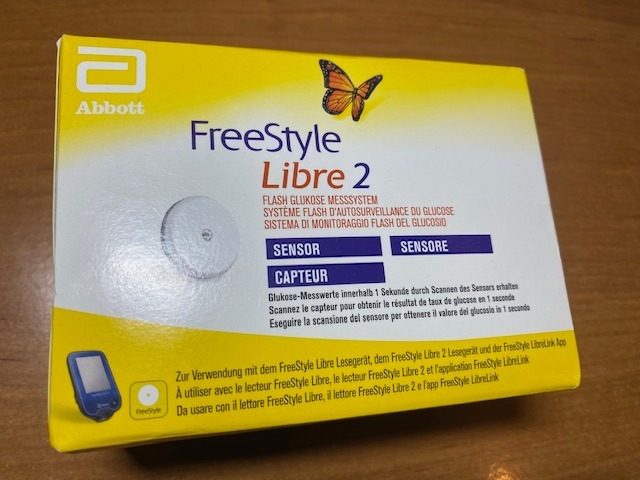 Abbott
FreeStyle
Libre 2
FLASH GLUKOSE MESSSYSTEM
SYSTÈME FLASH D'AUTOSURVEILLANCE DU GLUCOSE
SISTEMA DI MONITORAGGIO FLASH DEL GLUCOSIO
SENSOR SENSORE
CAPTEUR
Glukose-Messwerte innerhalb 1 Sekunde durch Scannen des Sensors erhalten
Scannez le capteur pour obtenir le résultat de taux de glucose en 1 seconde
Eseguire la scansione del sensore per ottenere il valore del glucosio in 1 secondo
Zur Verwendung mit dem FreeStyle Libre Lesegerät, dem FreeStyle Libre 2 Lesegerät und der FreeStyle LibreLink App
À utiliser avec le lecteur FreeStyle Libre, le lecteur FreeStyle Libre 2 et l'application FreeStyle LibreLink
Da usare con il lettore FreeStyle Libre, il lettore FreeStyle Libre 2 e l'app FreeStyle LibreLink
FreeStyle